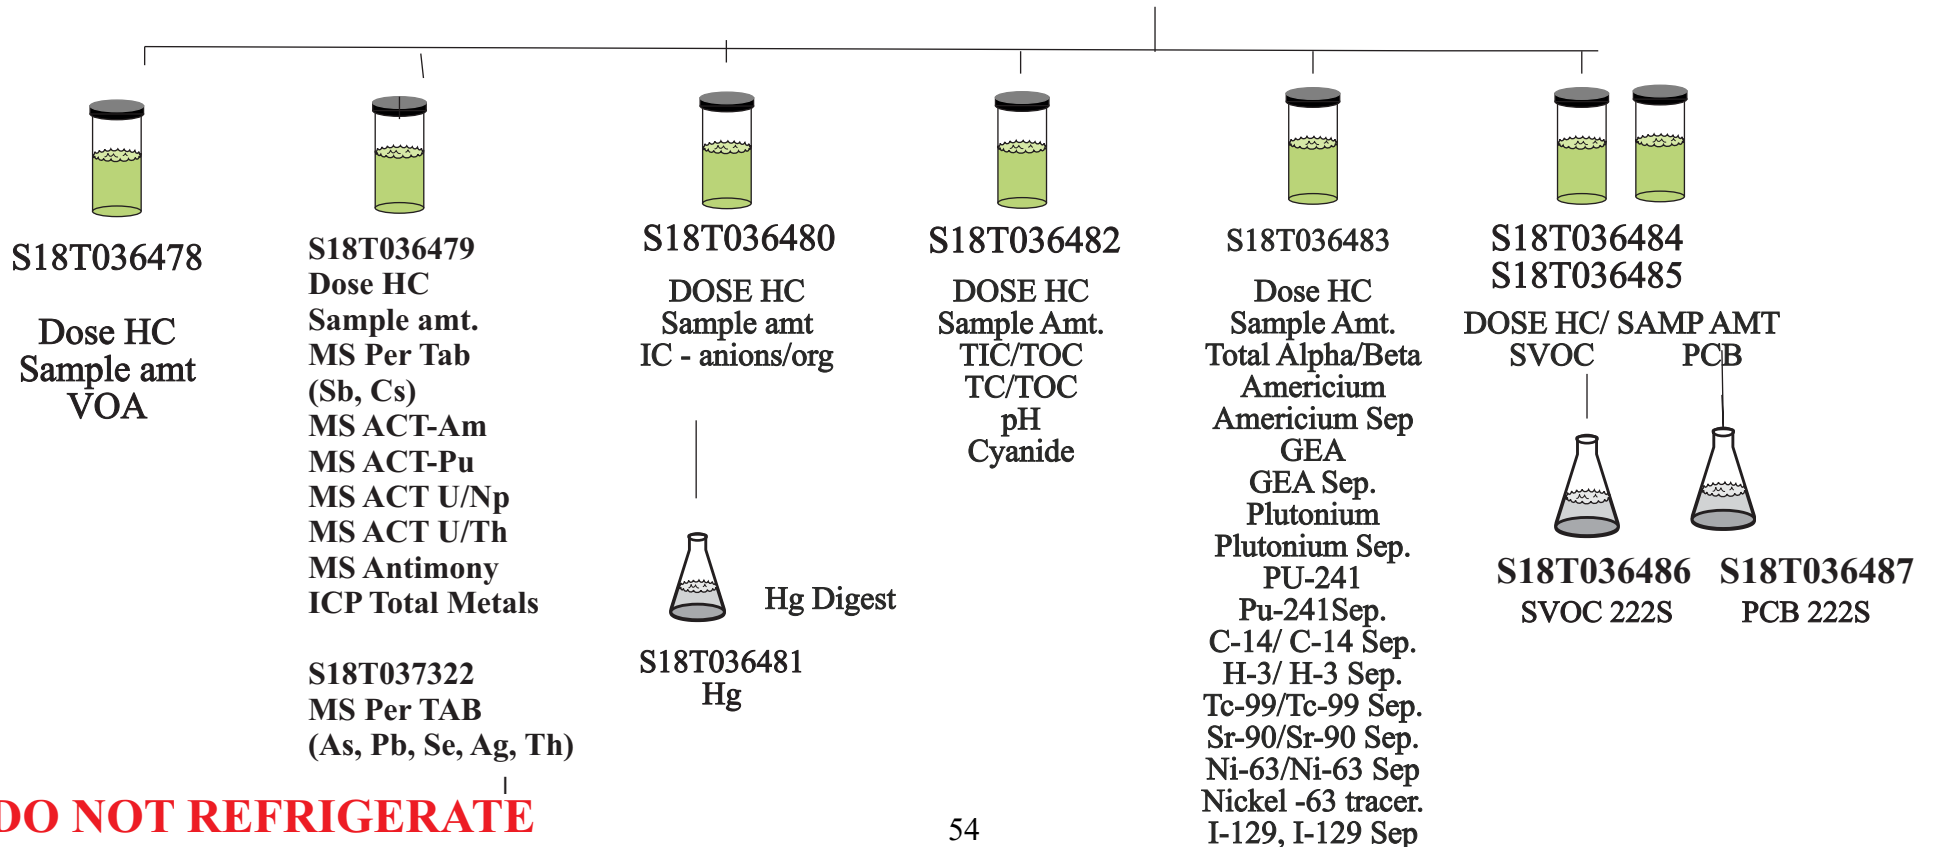 S18T036478
Dose HC
Sample amt
VOA
S18T036479
Dose HC
Sample amt.
MS Per Tab
(Sb, Cs)
MS ACT-Am
MS ACT-Pu
MS ACT U/Np
MS ACT U/Th
MS Antimony
ICP Total Metals
S18T037322
MS Per TAB
(As, Pb, Se, Ag, Th)
DO NOT REFRIGERATE
S18T036480
DOSE HC
Sample amt
IC - anions/org
Hg Digest
S18T036481
Hg
S18T036482
DOSE HC
Sample Amt.
TIC/TOC
TC/TOC
pH
Cyanide
S18T036483
Dose HC
Sample Amt.
Total Alpha/Beta
Americium
Americium Sep
GEA
GEA Sep.
Plutonium
Plutonium Sep.
PU-241
Pu-241Sep.
C-14/ C-14 Sep.
H-3/ H-3 Sep.
Tc-99/Tc-99 Sep.
Sr-90/Sr-90 Sep.
Ni-63/Ni-63 Sep
Nickel -63 tracer.
I-129, I-129 Sep
S18T036484
S18T036485
DOSE HC/ SAMP AMT
SVOC PCB
S18T036486 S18T036487
SVOC 222S PCB 222S
54